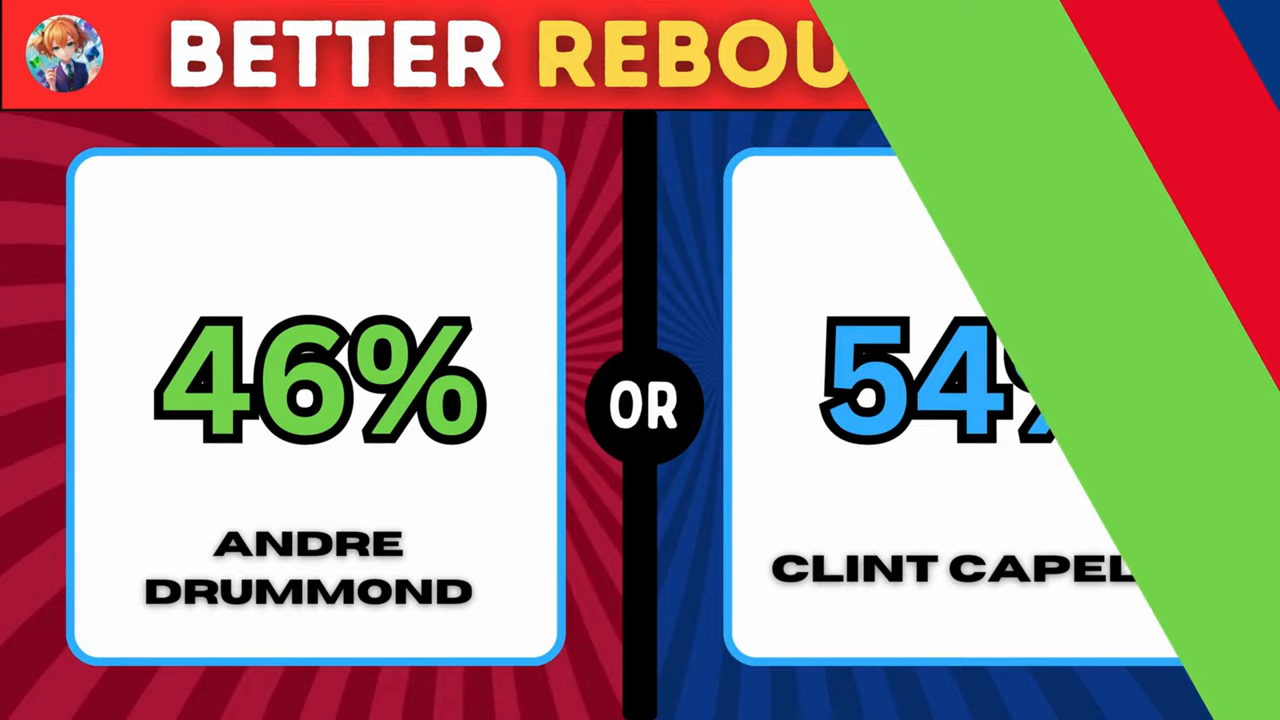 BETTER REBOU
46%
OR
54%
ANDRE
DRUMMOND
CLINT CAPEL